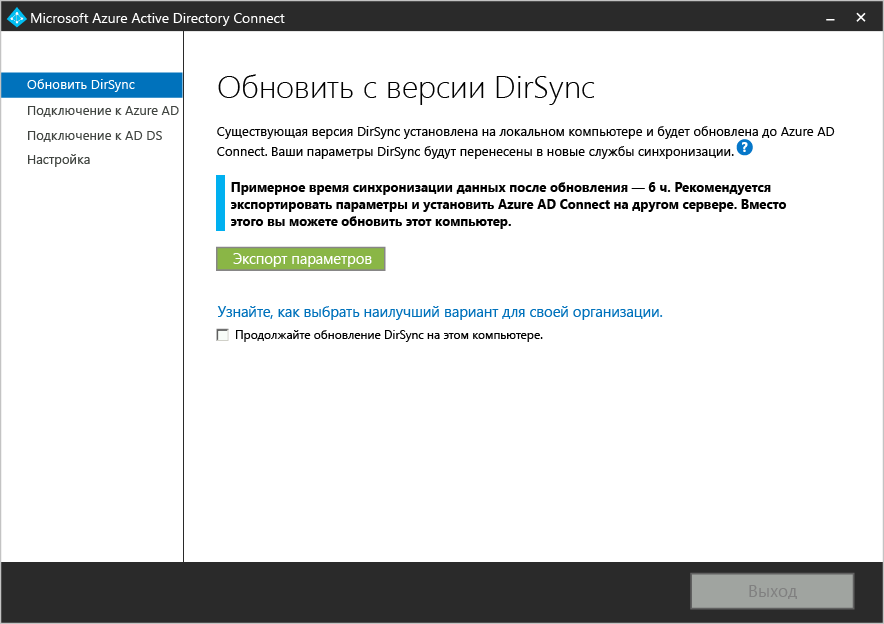 Microsoft Azure Active Directory Connect
Обновить DirSync
Подключение к Azure AD
Подключение к AD DS
Настройка
Обновить с версии DirSync
Существующая версия DirSync установлена на локальном компьютере и будет обновлена до Azure AD
Connect. Ваши параметры DirSync будут перенесены в новые службы синхронизации. ?
Примерное время синхронизации данных после обновления — 6 ч. Рекомендуется
экспортировать параметры и установить Azure AD Connect на другом сервере. Вместо
этого вы можете обновить этот компьютер.
Экспорт параметров
Узнайте, как выбрать наилучший вариант для своей организации.
Продолжайте обновление DirSync на этом компьютере.
Выход